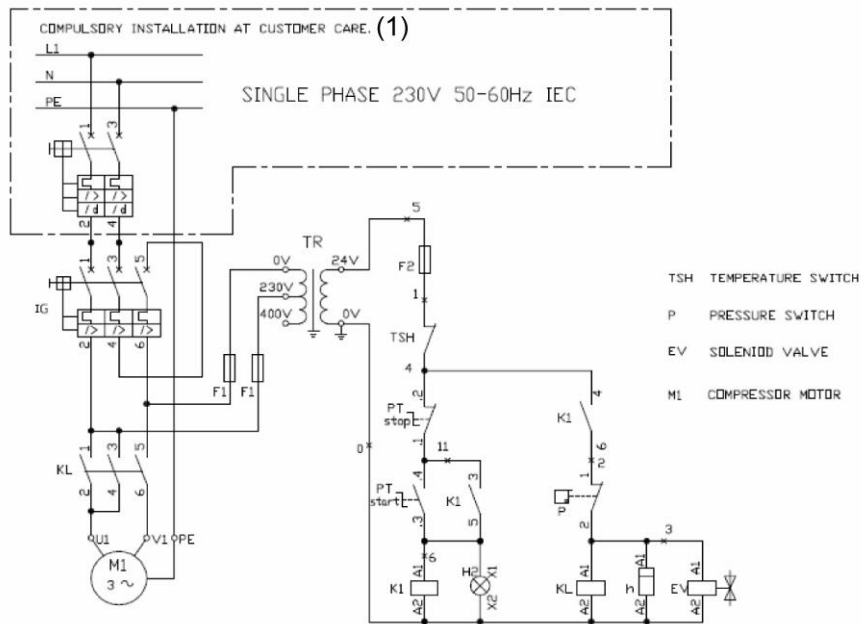 COMPULSORY INSTALLATION AT CUSTOMER CARE. (1)
L1
N
PE
SINGLE PHASE 230V 50-60Hz IEC
1 3
/> />
/d /d
2 4
1 3 5
IG
/> /> />
2 4 6
TR
0V 24V
230V
400V 0V
F1 F1
5
F2
1
TSH
4
.2
PT
stop
.1
11
.4
PT
start
.3
3
K1
5
6
A1
K1
A2
H2
X1
X2
0
4
K1
6
2
1
P
2
3
A1
KL
A2
A1
h
A2
A1
EV
A2
KL
1 3 5
2 4 6
U1 V1 PE
M1
3 ~
TSH TEMPERATURE SWITCH
P PRESSURE SWITCH
EV SOLENIOD VALVE
M1 COMPRESSOR MOTOR